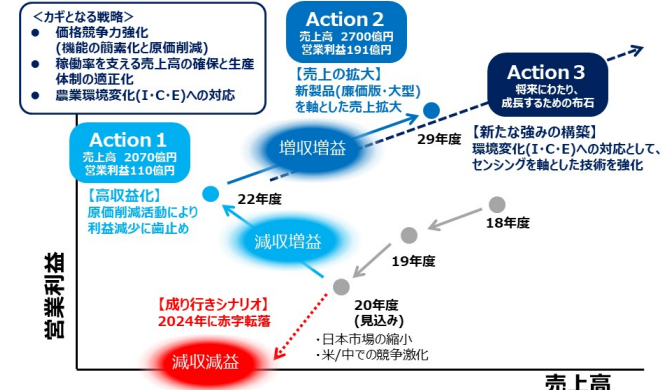 ＜カギとなる戦略＞
● 価格競争力強化
(機能の簡素化と原価削減)
● 稼働率を支える売上高の確保と生産
体制の適正化
● 農業環境変化(I・C・E)への対応
Action 2
売上高 2700億円
営業利益191億円
【売上の拡大】
新製品(廉価版・大型)
を軸とした売上拡大
Action 3
将来にわたり、
成長するための布石
【新たな強みの構築】
環境変化(I・C・E)への対応として、
センシングを軸とした技術を強化
Action 1
売上高 2070億円
営業利益110億円
【高収益化】
原価削減活動により
利益減少に歯止め
増収増益
29年度
22年度
減収増益
18年度
19年度
20年度
(見込み)
・日本市場の縮小
・米/中での競争激化
【成り行きシナリオ】
2024年に赤字転落
減収減益
営業利益
売上高